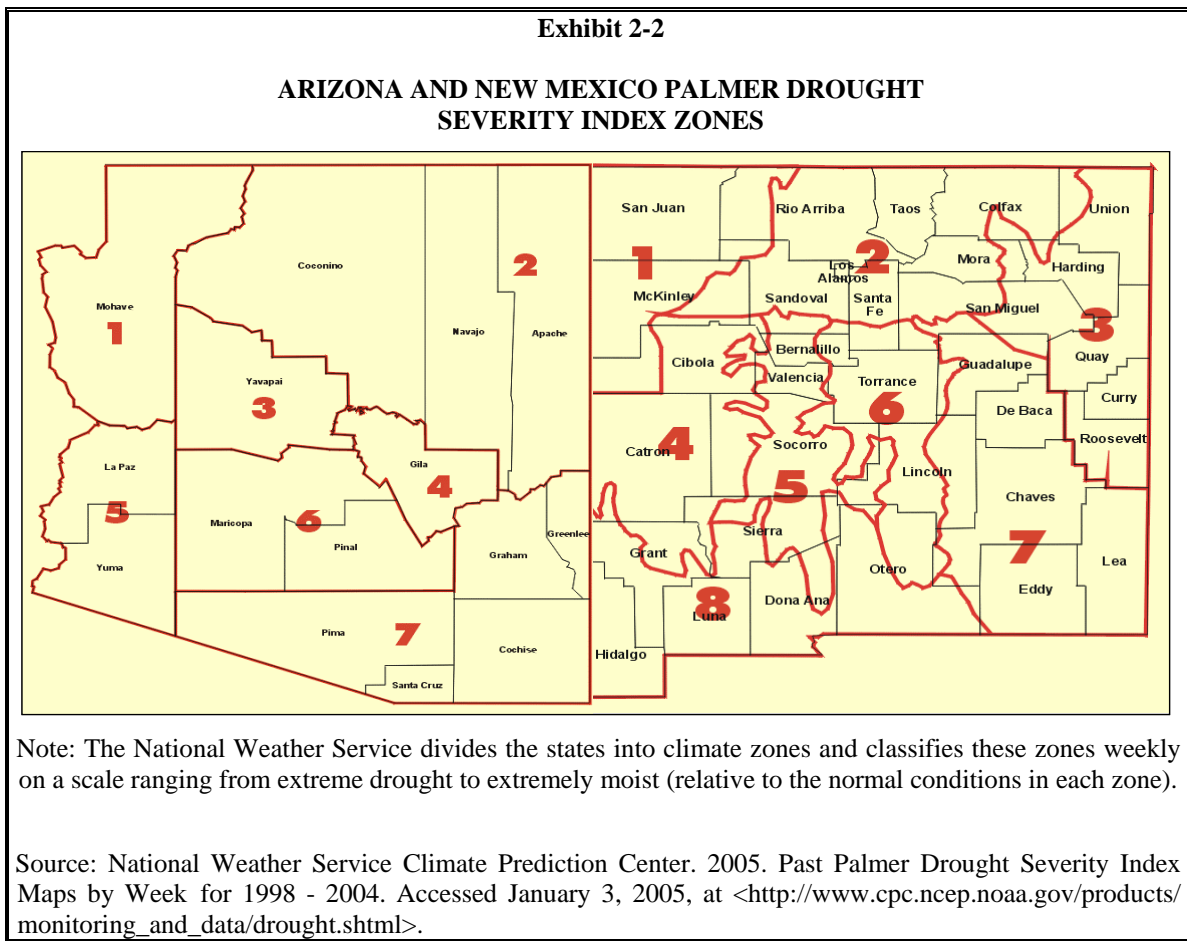 Exhibit 2-2
ARIZONA AND NEW MEXICO PALMER DROUGHT
SEVERITY INDEX ZONES
Mohave
1
Coconino
2
Navajo
Apache
Yavapai
3
Gila
4
La Paz
5
Yuma
Maricopa
6
Pinal
Graham
Greenlee
Pima
7
Santa Cruz
Cochise
San Juan
Rio Arriba
Taos
Colfax
Union
1
2
Mora
Harding
Los
Alamos
McKinley
Sandoval
Santa
Fe
San Miguel
3
Quay
Bernalillo
Cibola
Valencia
Torrance
Guadalupe
6
De Baca
Curry
Roosevelt
Catron
4
Socorro
5
Lincoln
Chaves
7
Sierra
Grant
Otero
Lea
Eddy
8
Luna
Dona Ana
Hidalgo
Note: The National Weather Service divides the states into climate zones and classifies these zones weekly
on a scale ranging from extreme drought to extremely moist (relative to the normal conditions in each zone).
Source: National Weather Service Climate Prediction Center. 2005. Past Palmer Drought Severity Index
Maps by Week for 1998 - 2004. Accessed January 3, 2005, at <http://www.cpc.ncep.noaa.gov/products/
monitoring_and_data/drought.shtml>.